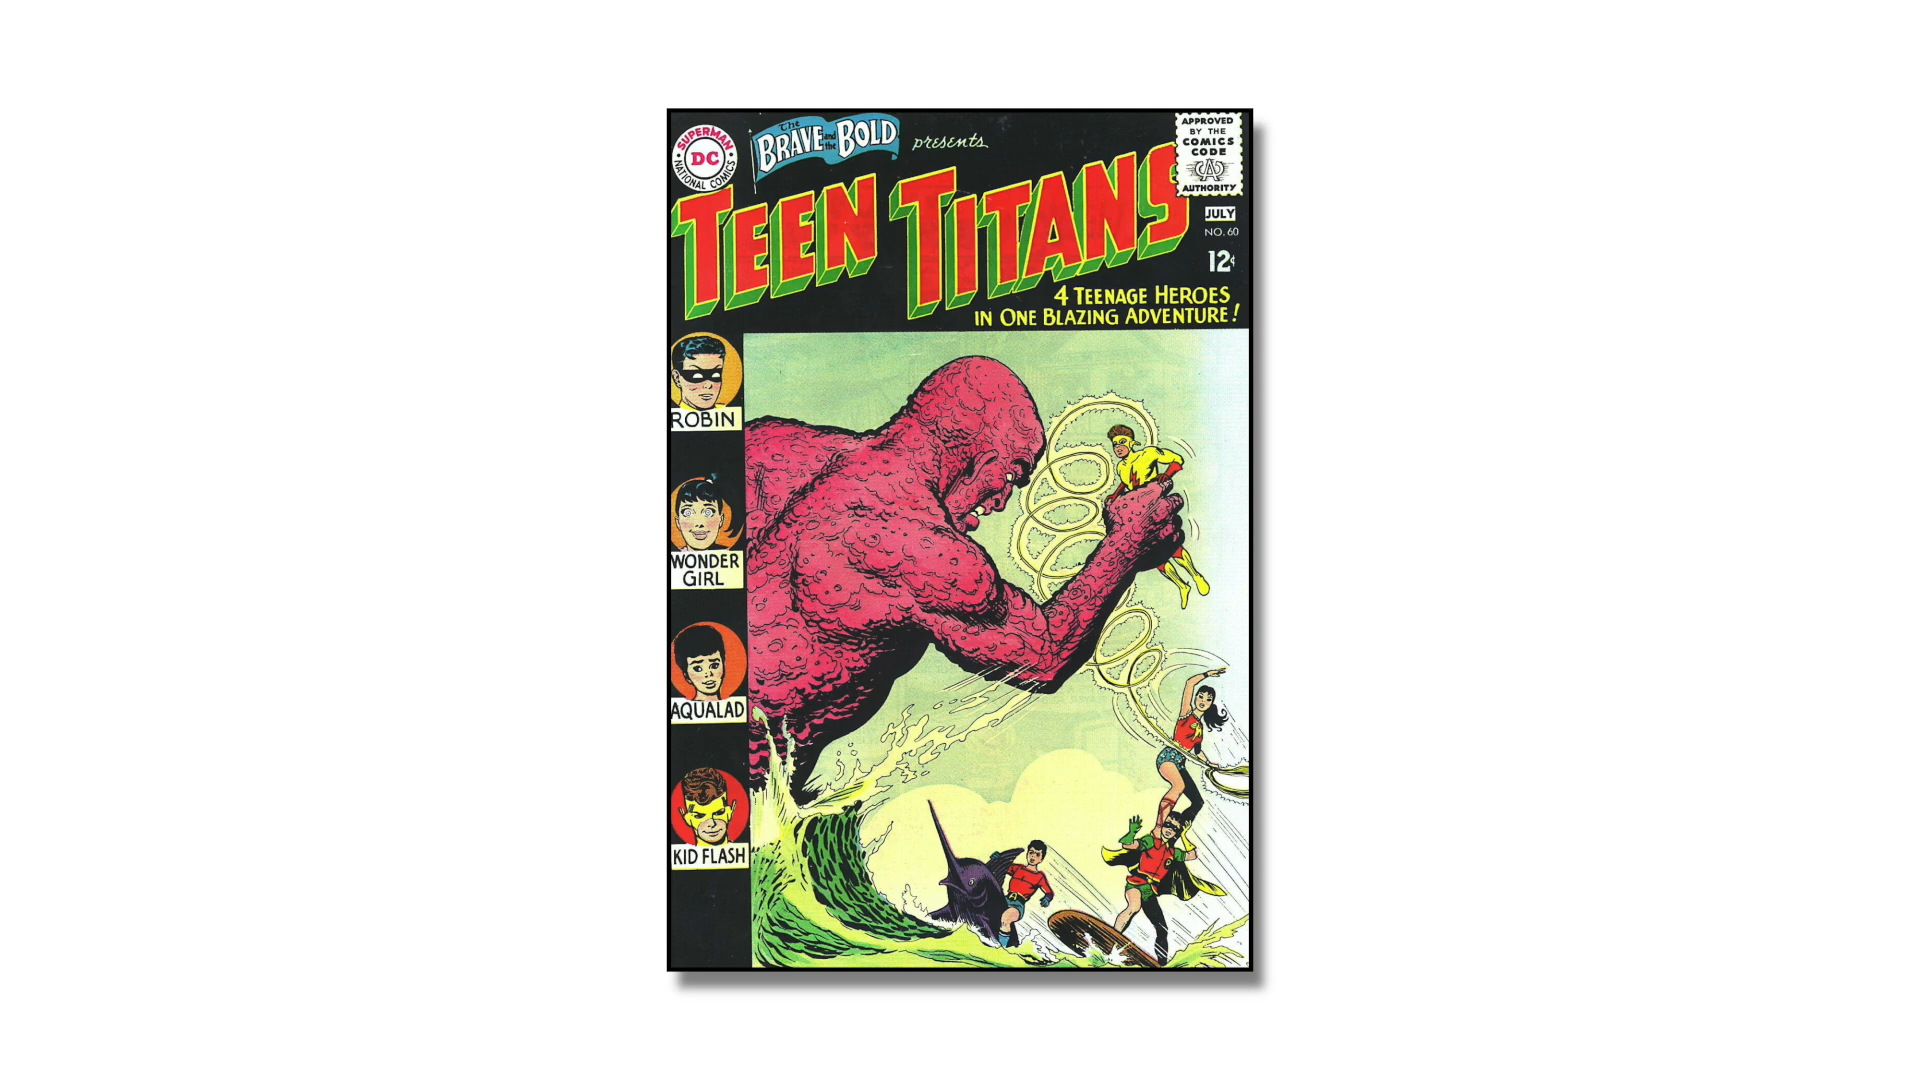 SUPERMAN
DC
NATIONAL COMICS
The
BRAVE and the BOLD
presents
TEEN TITANS
APPROVED
BY THE
COMICS
CODE
CA
AUTHORITY
JULY
NO. 60
12¢
4 TEENAGE HEROES
IN ONE BLAZING ADVENTURE!
ROBIN
WONDER
GIRL
AQUALAD
KID FLASH